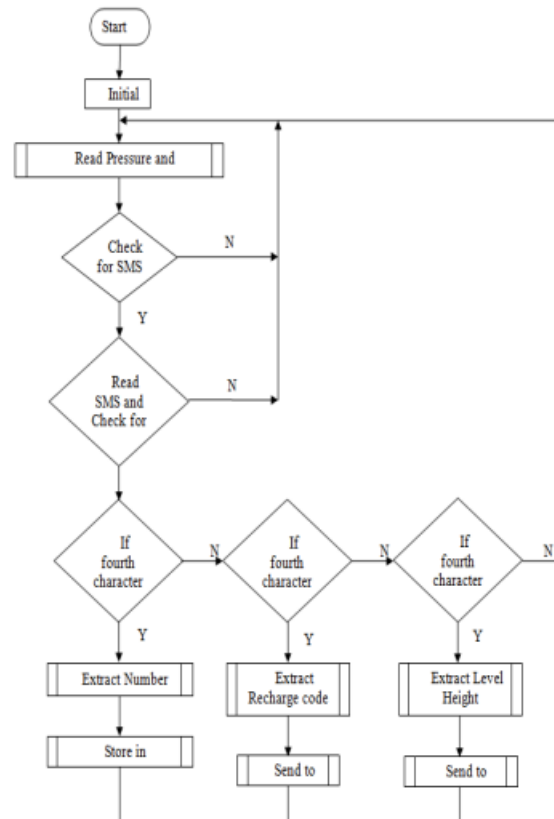 Start
Initial
Read Pressure and
Check
for SMS
N
Y
Read
SMS and
Check for
N
If
fourth
character
N
If
fourth
character
N
If
fourth
character
N
Y
Y
Y
Extract Number
Extract
Recharge code
Extract Level
Height
Store in
Send to
Send to